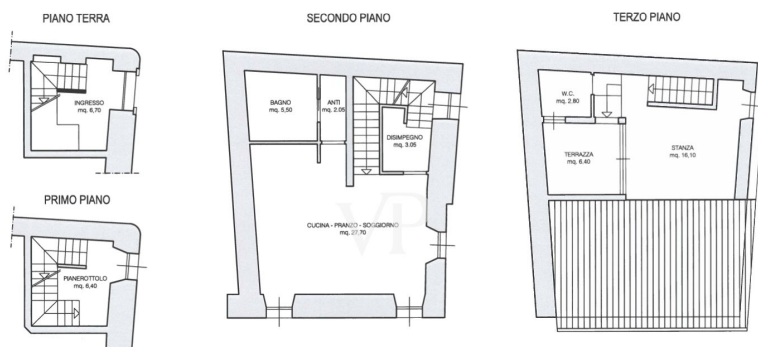 PIANO TERRA
INGRESSO
mq. 6,70
PRIMO PIANO
PIANEROTTOLO
mq. 6,40
SECONDO PIANO
BAGNO
mq. 5,50
ANTI
mq. 2.05
DISIMPEGNO
mq. 3.05
CUCINA - PRANZO - SOGGIORNO
mq. 27,70
VP
TERZO PIANO
W.C.
mq. 2.80
TERRAZZA
mq. 6,40
STANZA
mq. 16,10